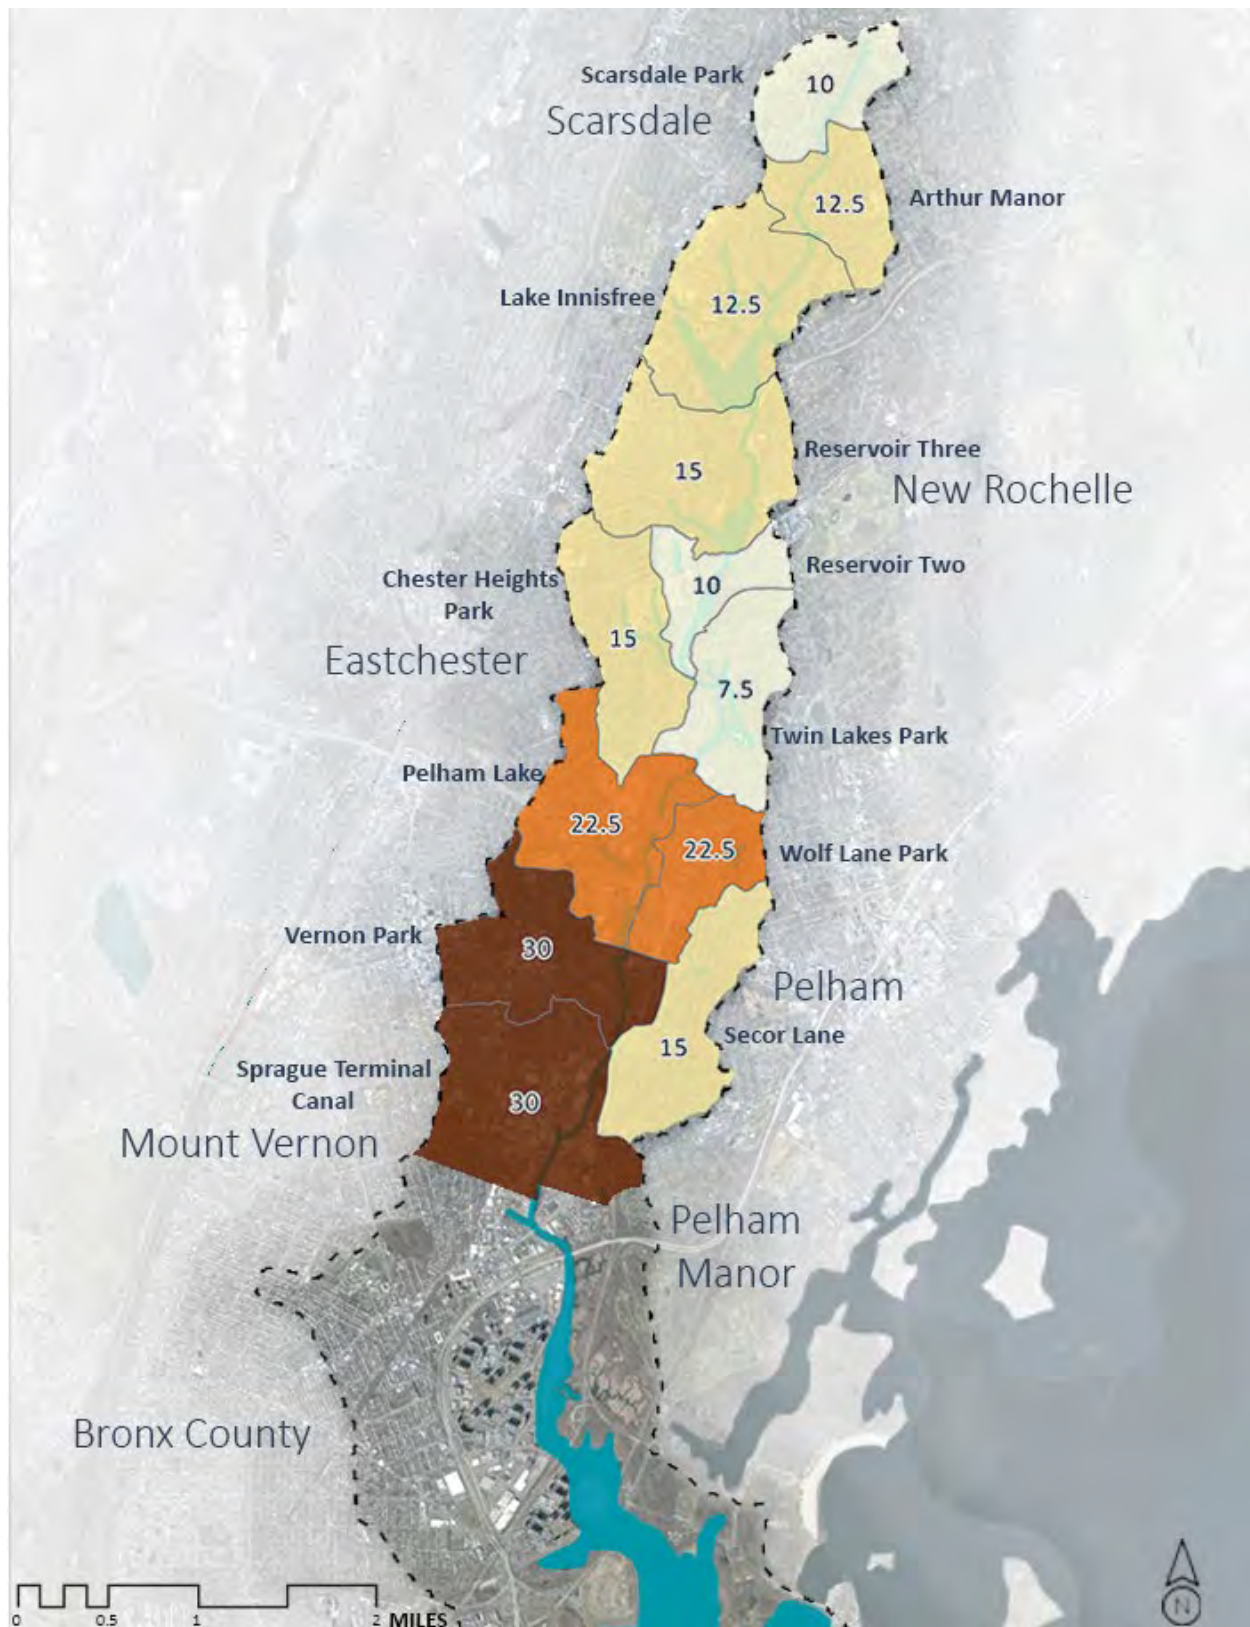 Scarsdale Park
10
Scarsdale
Arthur Manor
12.5
Lake Innisfree
12.5
Reservoir Three
15
New Rochelle
Reservoir Two
Chester Heights
Park
10
15
Eastchester
7.5
Twin Lakes Park
Pelham Lake
22.5
22.5
Wolf Lane Park
Vernon Park
30
Pelham
Secor Lane
15
Sprague Terminal
Canal
30
Mount Vernon
Pelham
Manor
Bronx County
N
0 0.5 1 2 MILES